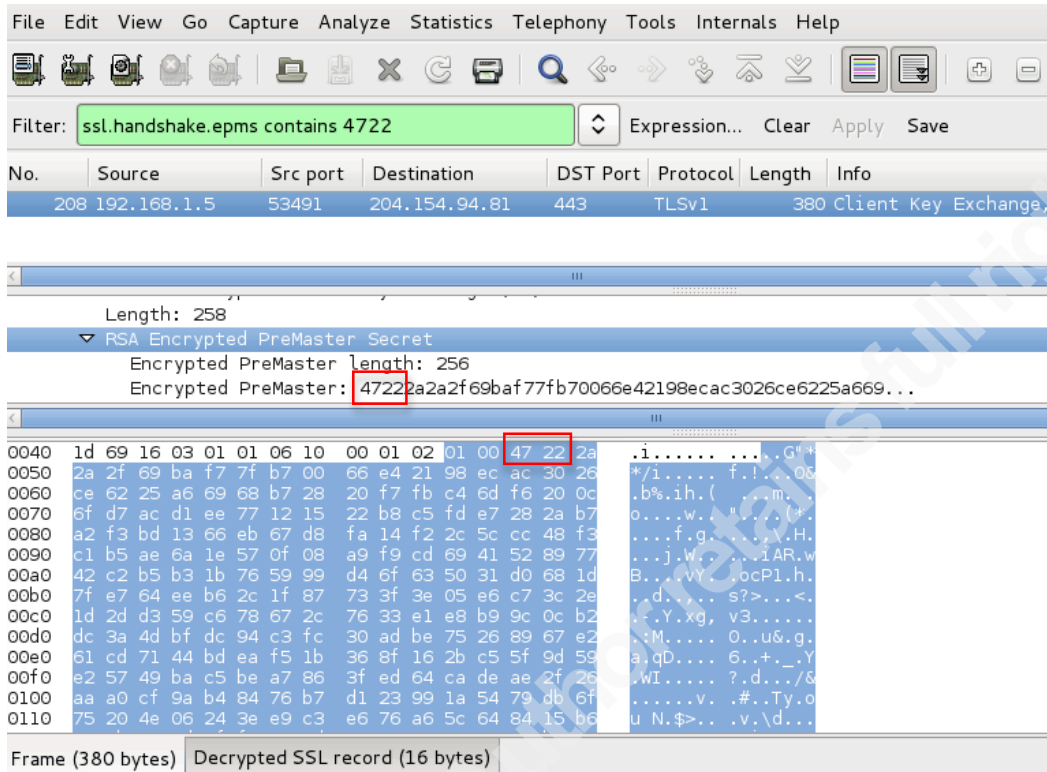 File Edit View Go Capture Analyze Statistics Telephony Tools Internals Help
Filter: ssl.handshake.epms contains 4722 Expression... Clear Apply Save
No. Source Src port Destination DST Port Protocol Length Info
208 192.168.1.5 53491 204.154.94.81 443 TLSv1 380 Client Key Exchange,
Length: 258
RSA Encrypted PreMaster Secret
Encrypted PreMaster length: 256
Encrypted PreMaster: 47222a2a2f69baf77fb70066e42198ecac3026ce6225a669...
0040 1d 69 16 03 01 01 06 10 00 01 02 01 00 47 22 2a .i...... .....G"*
0050 2a 2f 69 ba f7 7f b7 00 66 e4 21 98 ec ac 30 26 */i..... f.!...0&
0060 ce 62 25 a6 69 68 b7 28 20 f7 fb c4 6d f6 20 0c .b%.ih.( ...m. .
0070 6f d7 ac d1 ee 77 12 15 22 b8 c5 fd e7 28 2a b7 o....w.. "....(*.
0080 a2 f3 bd 13 66 eb 67 d8 fa 14 f2 2c 5c cc 48 f3 ....f.g. ...,\.H.
0090 c1 b5 ae 6a 1e 57 0f 08 a9 f9 cd 69 41 52 89 77 ...j.W.. ...iAR.w
00a0 42 c2 b5 b3 1b 76 59 99 d4 6f 63 50 31 d0 68 1d B....vY. .ocP1.h.
00b0 7f e7 64 ee b6 2c 1f 87 73 3f 3e 05 e6 c7 3c 2e ..d..,.. s?>...<.
00c0 1d 2d d3 59 c6 78 67 2c 76 33 e1 e8 b9 9c 0c b2 .-.Y.xg, v3......
00d0 dc 3a 4d bf dc 94 c3 fc 30 ad be 75 26 89 67 e2 .:M..... 0..u&.g.
00e0 61 cd 71 44 bd ea f5 1b 36 8f 16 2b c5 5f 9d 59 a.qD.... 6..+._.Y
00f0 e2 57 49 ba c5 be a7 86 3f ed 64 ca de ae 2f 26 .WI..... ?.d.../&
0100 aa a0 cf 9a b4 84 76 b7 d1 23 99 1a 54 79 db 6f ......v. .#..Ty.o
0110 75 20 4e 06 24 3e e9 c3 e6 76 a6 5c 64 84 15 b6 u N.$>.. .v.\d...
Frame (380 bytes) Decrypted SSL record (16 bytes)